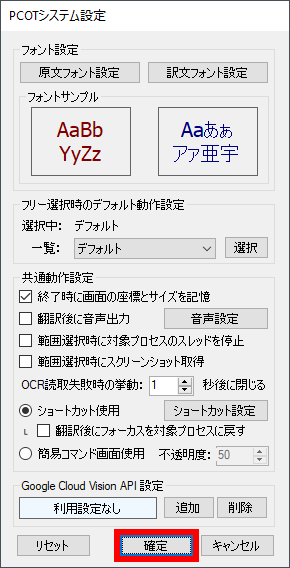 PCOTシステム設定
フォント設定
原文フォント設定 訳文フォント設定
フォントサンプル
AaBb Aaあぁ
YyZz アァ亜宇
フリー選択時のデフォルト動作設定
選択中: デフォルト
一覧: デフォルト 選択
共通動作設定
終了時に画面の座標とサイズを記憶
翻訳後に音声出力 音声設定
範囲選択時に対象プロセスのスレッドを停止
範囲選択時にスクリーンショット取得
OCR読取失敗時の挙動: 1 秒後に閉じる
ショートカット使用 ショーカット設定
L 翻訳後にフォーカスを対象プロセスに戻す
簡易コマンド画面使用 不透明度: 50
Google Cloud Vision API 設定
利用設定なし 追加 削除
リセット 確定 キャンセル